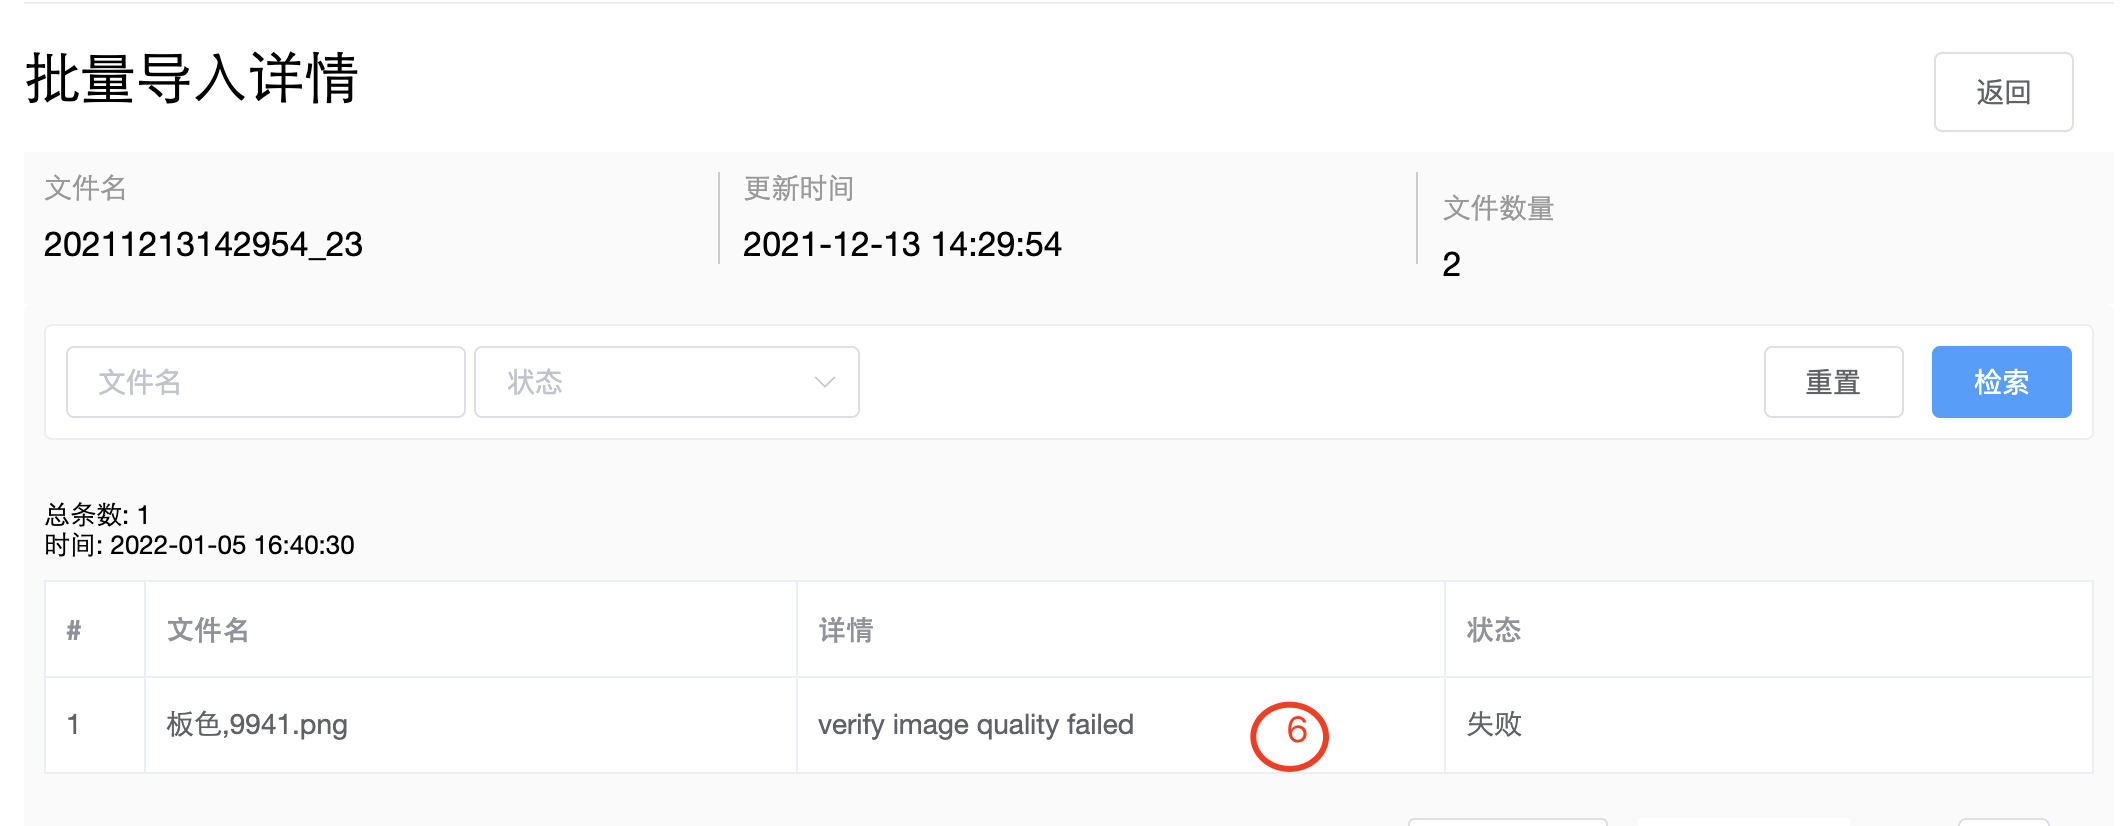 批量导入详情
返回
文件名
20211213142954_23
更新时间
2021-12-13 14:29:54
文件数量
2
文件名
状态
重置
检索
总条数: 1
时间: 2022-01-05 16:40:30
# 文件名 详情 状态
1 板色,9941.png verify image quality failed 6 失败